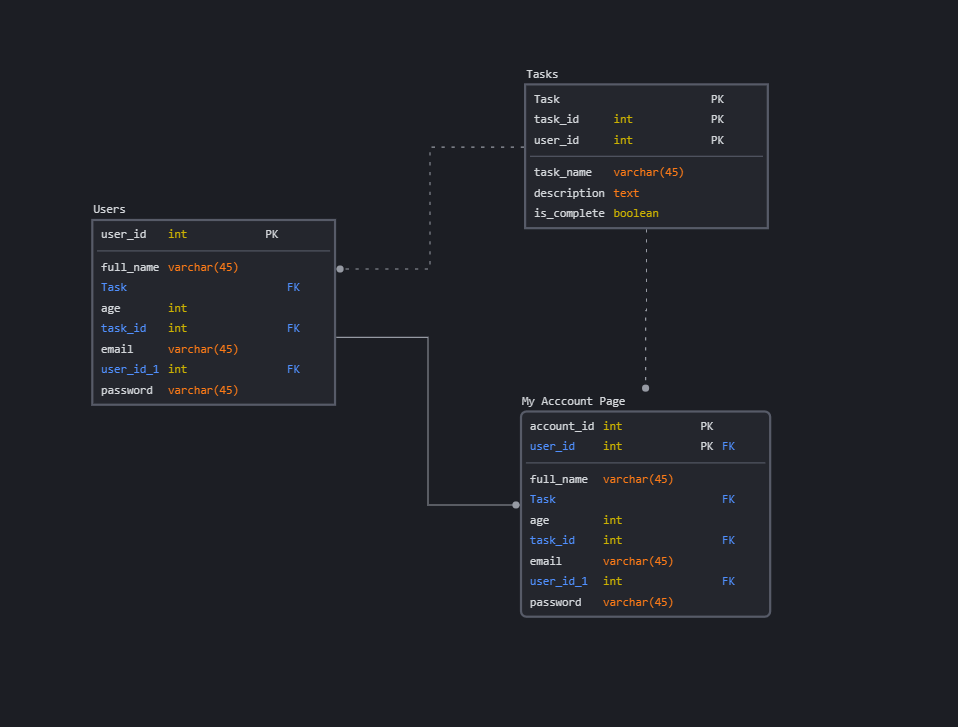 Tasks
Task PK
task_id int PK
user_id int PK
task_name varchar(45)
description text
is_complete boolean
Users
user_id int PK
full_name varchar(45)
Task FK
age int
task_id int FK
email varchar(45)
user_id_1 int FK
password varchar(45)
My Acccount Page
account_id int PK
user_id int PK FK
full_name varchar(45)
Task FK
age int
task_id int FK
email varchar(45)
user_id_1 int FK
password varchar(45)